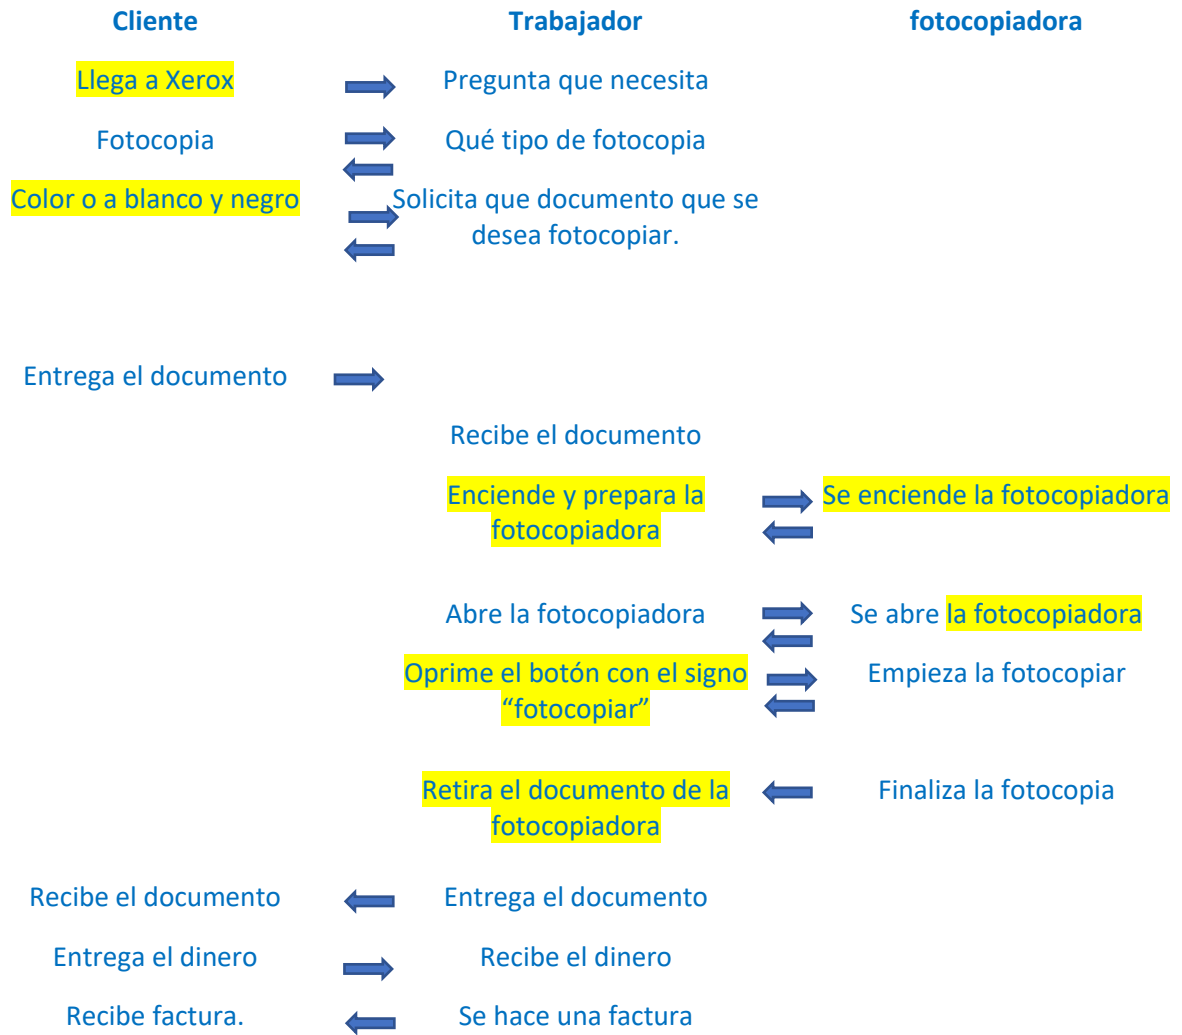 Cliente Trabajador fotocopiadora
Llega a Xerox Pregunta que necesita
Fotocopia Qué tipo de fotocopia
Color o a blanco y negro Solicita que documento que se
desea fotocopiar.
Entrega el documento
Recibe el documento
Enciende y prepara la Se enciende la fotocopiadora
fotocopiadora
Abre la fotocopiadora Se abre la fotocopiadora
Oprime el botón con el signo Empieza la fotocopiar
“fotocopiar”
Retira el documento de la Finaliza la fotocopia
fotocopiadora
Recibe el documento Entrega el documento
Entrega el dinero Recibe el dinero
Recibe factura. Se hace una factura